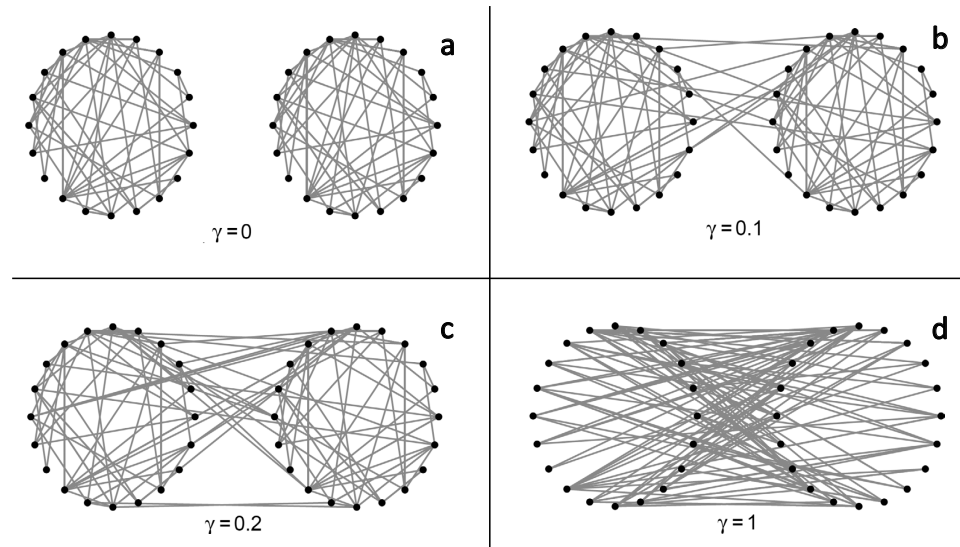 a
γ = 0
b
γ = 0.1
c
γ = 0.2
d
γ = 1